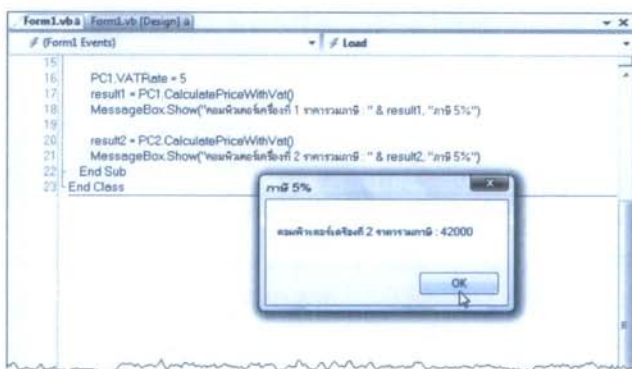 Form1.vb Form1.vb [Design]
(Form1 Events) Load
15
16 PC1.VATRate = 5
17 result1 = PC1.CalculatePriceWithVat()
18 MessageBox.Show("คอมพิวเตอร์เครื่องที่ 1 ราคารวมภาษี : " & result1, "ภาษี 5%")
19
20 result2 = PC2.CalculatePriceWithVat()
21 MessageBox.Show("คอมพิวเตอร์เครื่องที่ 2 ราคารวมภาษี : " & result2, "ภาษี 5%")
22 End Sub
23 End Class
ภาษี 5%
คอมพิวเตอร์เครื่องที่ 2 ราคารวมภาษี : 42000
OK